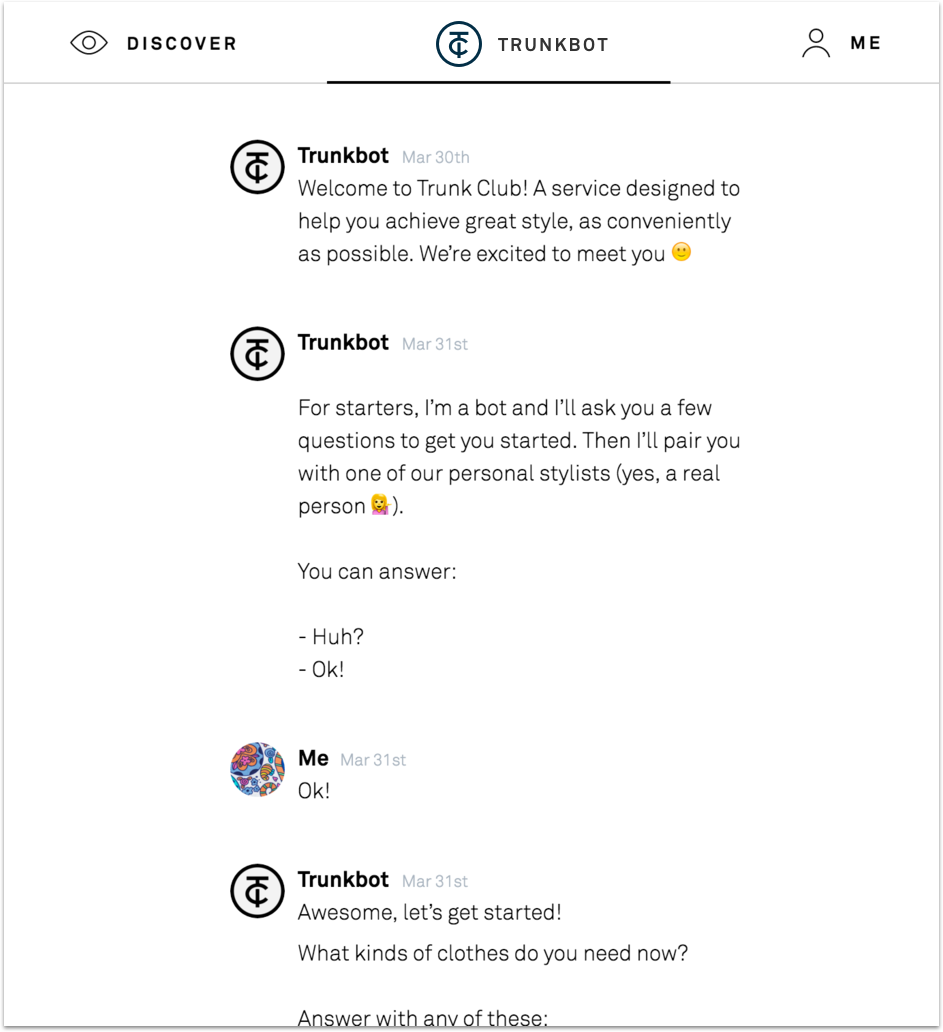 DISCOVER
TRUNKBOT
ME
Trunkbot Mar 30th
Welcome to Trunk Club! A service designed to
help you achieve great style, as conveniently
as possible. We’re excited to meet you 🙂
Trunkbot Mar 31st
For starters, I’m a bot and I’ll ask you a few
questions to get you started. Then I’ll pair you
with one of our personal stylists (yes, a real
person 💁).
You can answer:
- Huh?
- Ok!
Me Mar 31st
Ok!
Trunkbot Mar 31st
Awesome, let’s get started!
What kinds of clothes do you need now?
Answer with any of these: